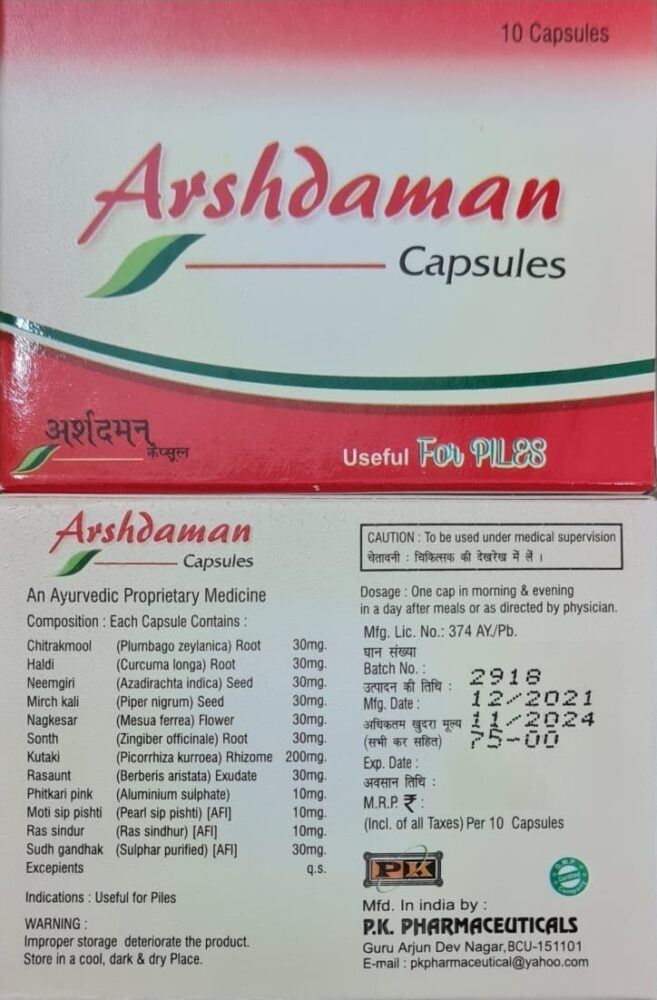 10 Capsules
Arshdaman
Capsules
अर्शदमन्
कॅप्सूल
Useful For PILES
Arshdaman
Capsules
An Ayurvedic Proprietary Medicine
Composition : Each Capsule Contains :
Chitrakmool (Plumbago zeylanica) Root 30mg.
Haldi (Curcuma longa) Root 30mg.
Neemgiri (Azadirachta indica) Seed 30mg.
Mirch kali (Piper nigrum) Seed 30mg.
Nagkesar (Mesua ferrea) Flower 30mg.
Sonth (Zingiber officinale) Root 30mg.
Kutaki (Picorrhiza kurroea) Rhizome 200mg.
Rasaunt (Berberis aristata) Exudate 30mg.
Phitkari pink (Aluminium sulphate) 10mg.
Moti sip pishti (Pearl sip pishti) [AFI] 10mg.
Ras sindur (Ras sindhur) [AFI] 10mg.
Sudh gandhak (Sulphar purified) [AFI] 30mg.
Excepients q.s.
Indications : Useful for Piles
WARNING :
Improper storage deteriorate the product.
Store in a cool, dark & dry Place.
CAUTION : To be used under medical supervision
चेतावनी : चिकित्सक की देखरेख में लें ।
Dosage : One cap in morning & evening
in a day after meals or as directed by physician.
Mfg. Lic. No.: 374 AY./Pb.
घान संख्या
Batch No. : 2918
उत्पादन की तिथि :
Mfg. Date : 12/2021
अधिकतम खुदरा मूल्य 11/2024
(सभी कर सहित) 75-00
Exp. Date :
अवसान तिथि :
M.R.P. ₹ :
(Incl. of all Taxes) Per 10 Capsules
PK
G.M.P.
Certified
Company
Mfd. In india by :
P.K. PHARMACEUTICALS
Guru Arjun Dev Nagar, BCU-151101
E-mail : pkpharmaceutical@yahoo.com